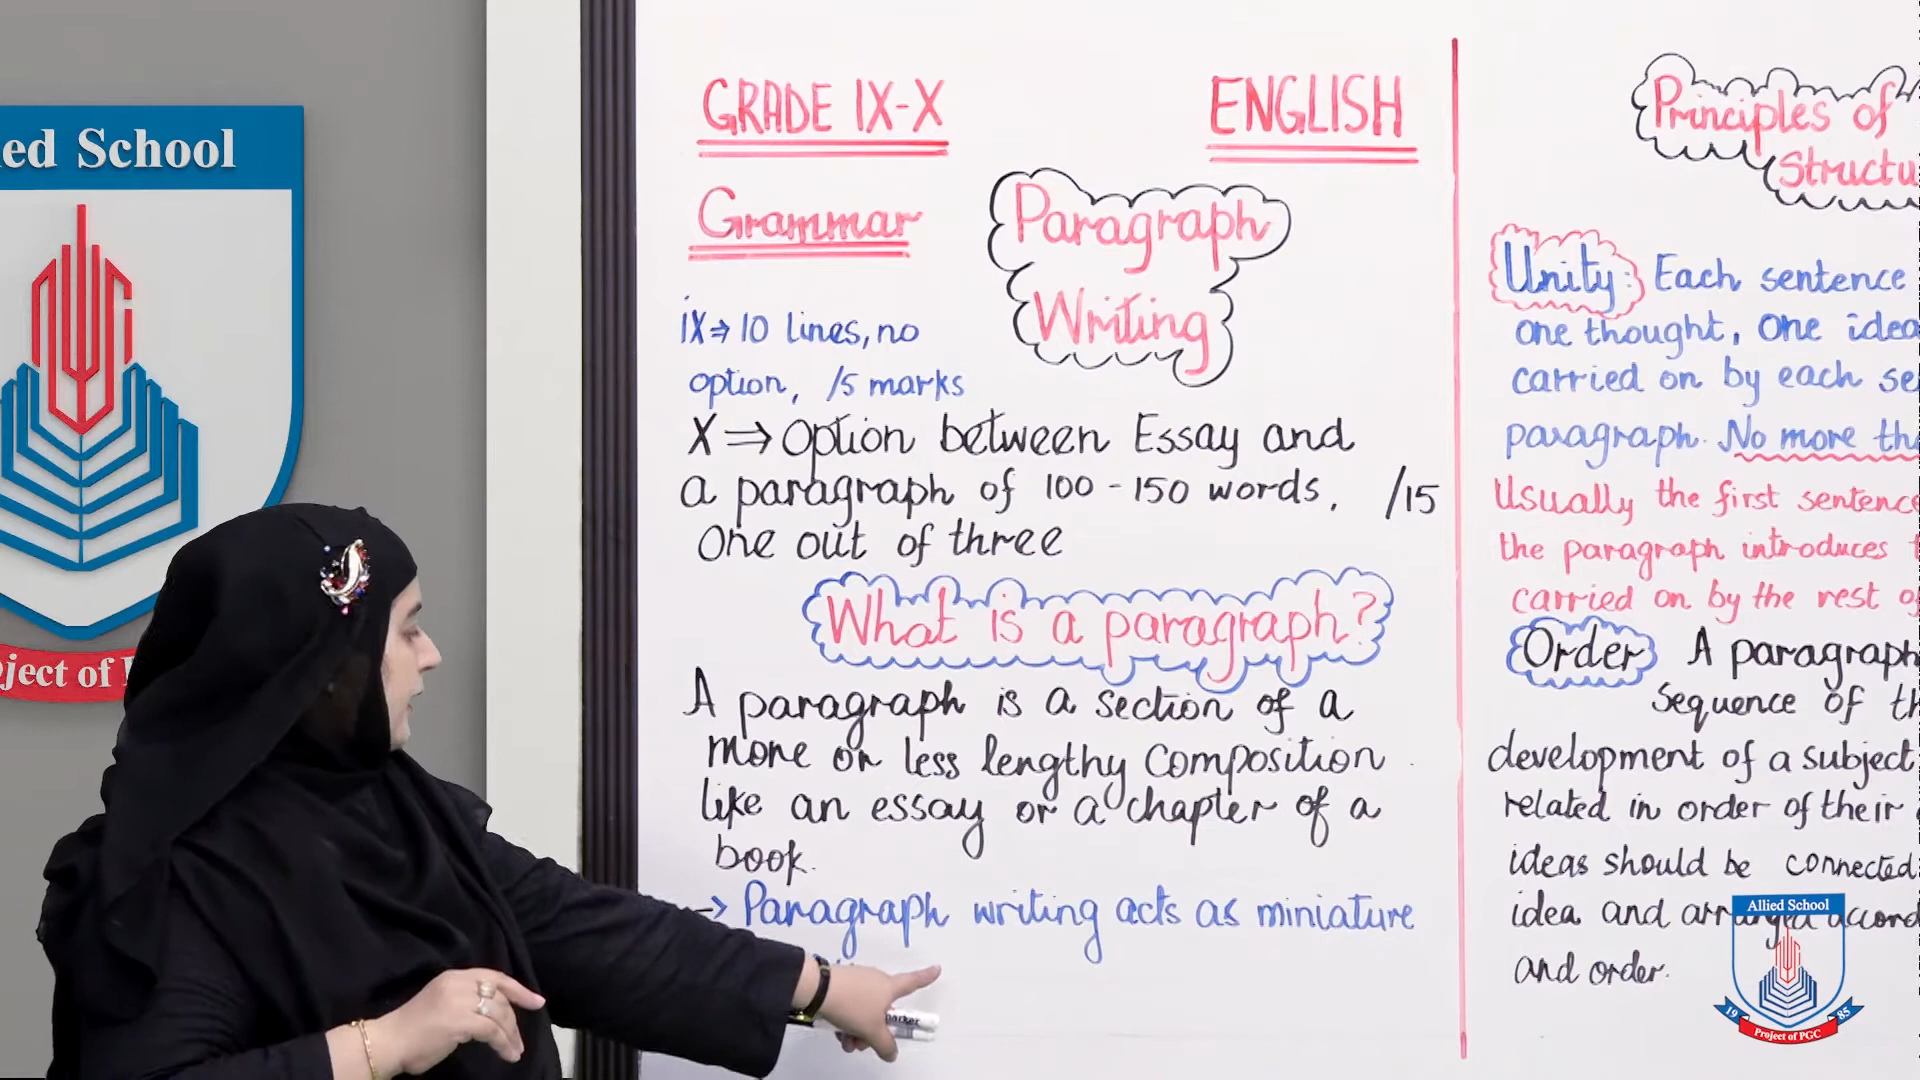 ied School
ject of
GRADE IX-X
ENGLISH
Grammar
Paragraph
Writing
IX⇒ 10 lines, no
option, /5 marks
X ⇒ Option between Essay and
a paragraph of 100 - 150 words. /15
One out of three
What is a paragraph?
A paragraph is a section of a
more or less lengthy composition
like an essay or a chapter of a
book.
→ Paragraph writing acts as miniature
marker
Principles of
Structu
Unity: Each sentence
one thought, One idea
carried on by each se
paragraph. No more tha
Usually the first sentence
the paragraph introduces t
carried on by the rest of
Order A paragraph
Sequence of th
development of a subject
related in order of their
ideas should be connected
idea and arranged accord
and order.
Allied School
19 85
Project of PGC